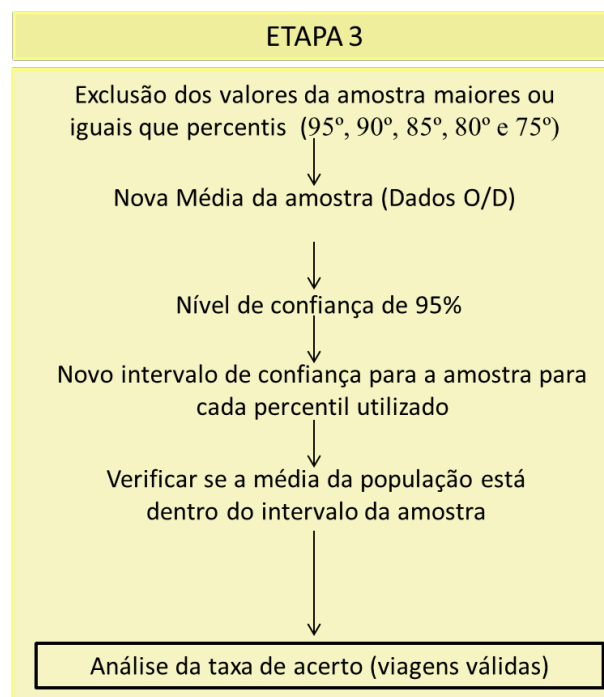 ETAPA 3
Exclusão dos valores da amostra maiores ou
iguais que percentis (95º, 90º, 85º, 80º e 75º)
Nova Média da amostra (Dados O/D)
Nível de confiança de 95%
Novo intervalo de confiança para a amostra para
cada percentil utilizado
Verificar se a média da população está
dentro do intervalo da amostra
Análise da taxa de acerto (viagens válidas)